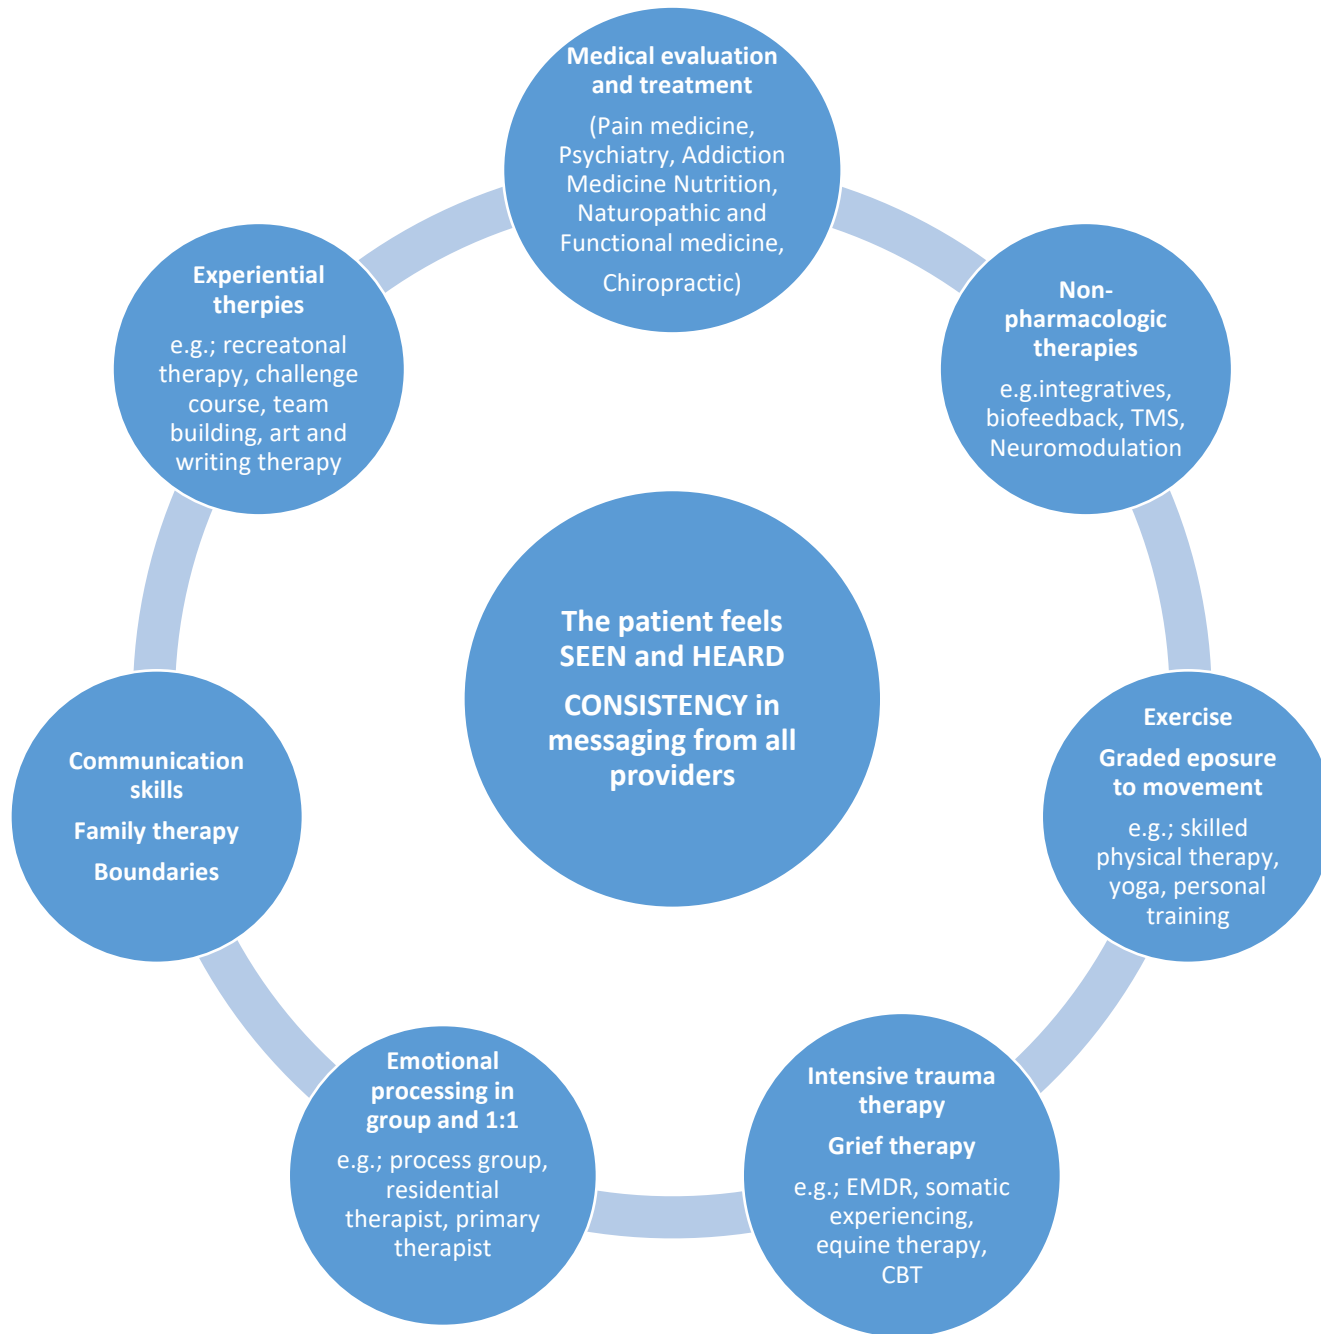 Medical evaluation
and treatment
(Pain medicine,
Psychiatry, Addiction
Medicine Nutrition,
Naturopathic and
Functional medicine,
Chiropractic)
Non-
pharmacologic
therapies
e.g.integratives,
biofeedback, TMS,
Neuromodulation
Exercise
Graded eposure
to movement
e.g.; skilled
physical therapy,
yoga, personal
training
Intensive trauma
therapy
Grief therapy
e.g.; EMDR, somatic
experiencing,
equine therapy,
CBT
Emotional
processing in
group and 1:1
e.g.; process group,
residential
therapist, primary
therapist
Communication
skills
Family therapy
Boundaries
Experiential
therpies
e.g.; recreatonal
therapy, challenge
course, team
building, art and
writing therapy
The patient feels
SEEN and HEARD
CONSISTENCY in
messaging from all
providers